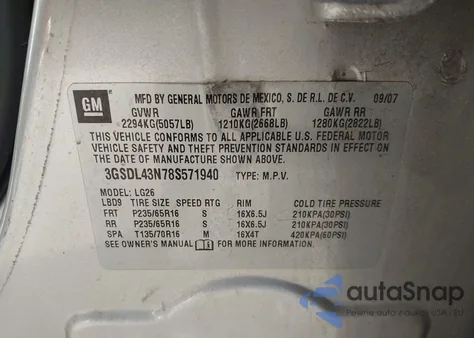 GM
MFD BY GENERAL MOTORS DE MEXICO, S. DE R.L. DE C.V. 09/07
GVWR GAWR FRT GAWR RR
2294KG(5057LB) 1210KG(2668LB) 1280KG(2822LB)
THIS VEHICLE CONFORMS TO ALL APPLICABLE U.S. FEDERAL MOTOR
VEHICLE SAFETY AND THEFT PREVENTION STANDARDS IN EFFECT ON THE
DATE OF MANUFACTURE SHOWN ABOVE.
3GSDL43N78S571940 TYPE: M.P.V.
MODEL: LG26
LBD9 TIRE SIZE SPEED RTG RIM COLD TIRE PRESSURE
FRT P235/65R16 S 16X6.5J 210KPA(30PSI)
RR P235/65R16 S 16X6.5J 210KPA(30PSI)
SPA T135/70R16 M 16X4T 420KPA(60PSI)
SEE OWNER'S MANUAL FOR MORE INFORMATION.
autoSnap